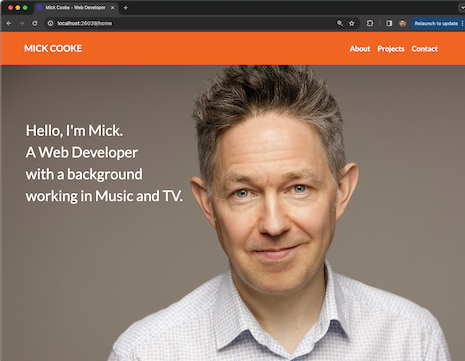 Mick Cooke - Web Developer
localhost:26039/home
Relaunch to update
MICK COOKE
About Projects Contact
Hello, I'm Mick.
A Web Developer
with a background
working in Music and TV.